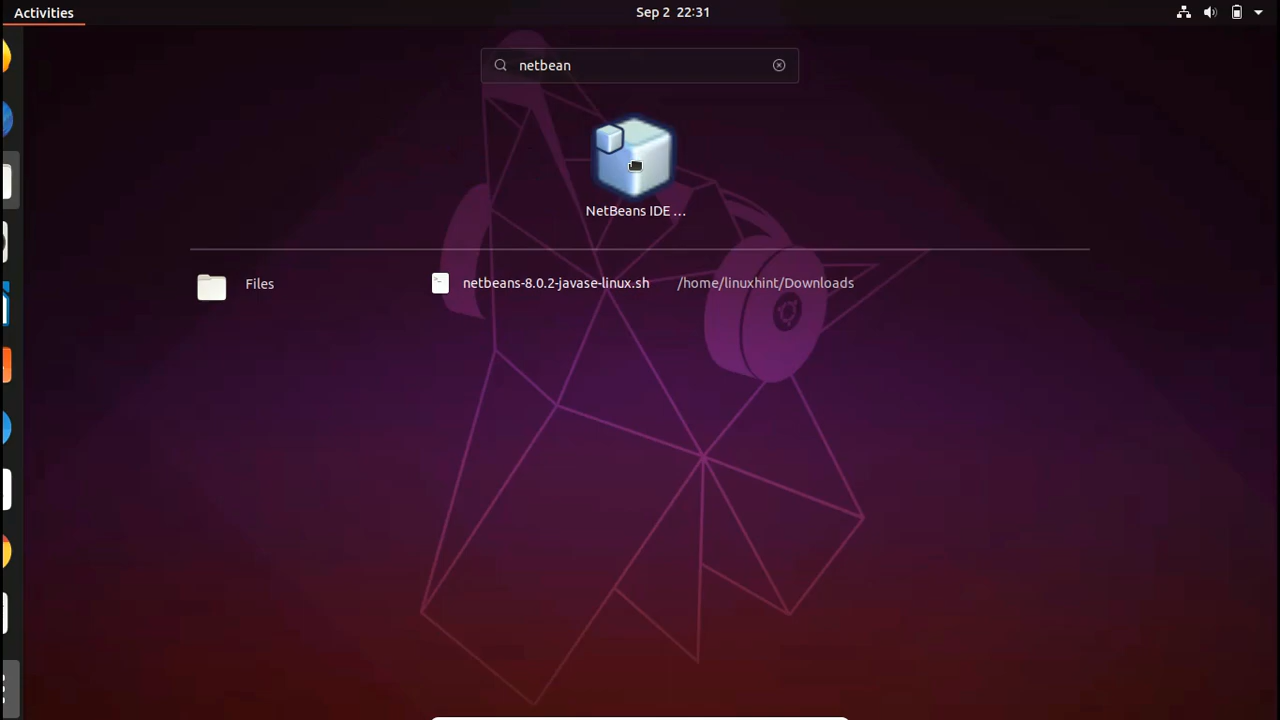 Activities
Sep 2 22:31
netbean
NetBeans IDE ...
Files
netbeans-8.0.2-javase-linux.sh /home/linuxhint/Downloads